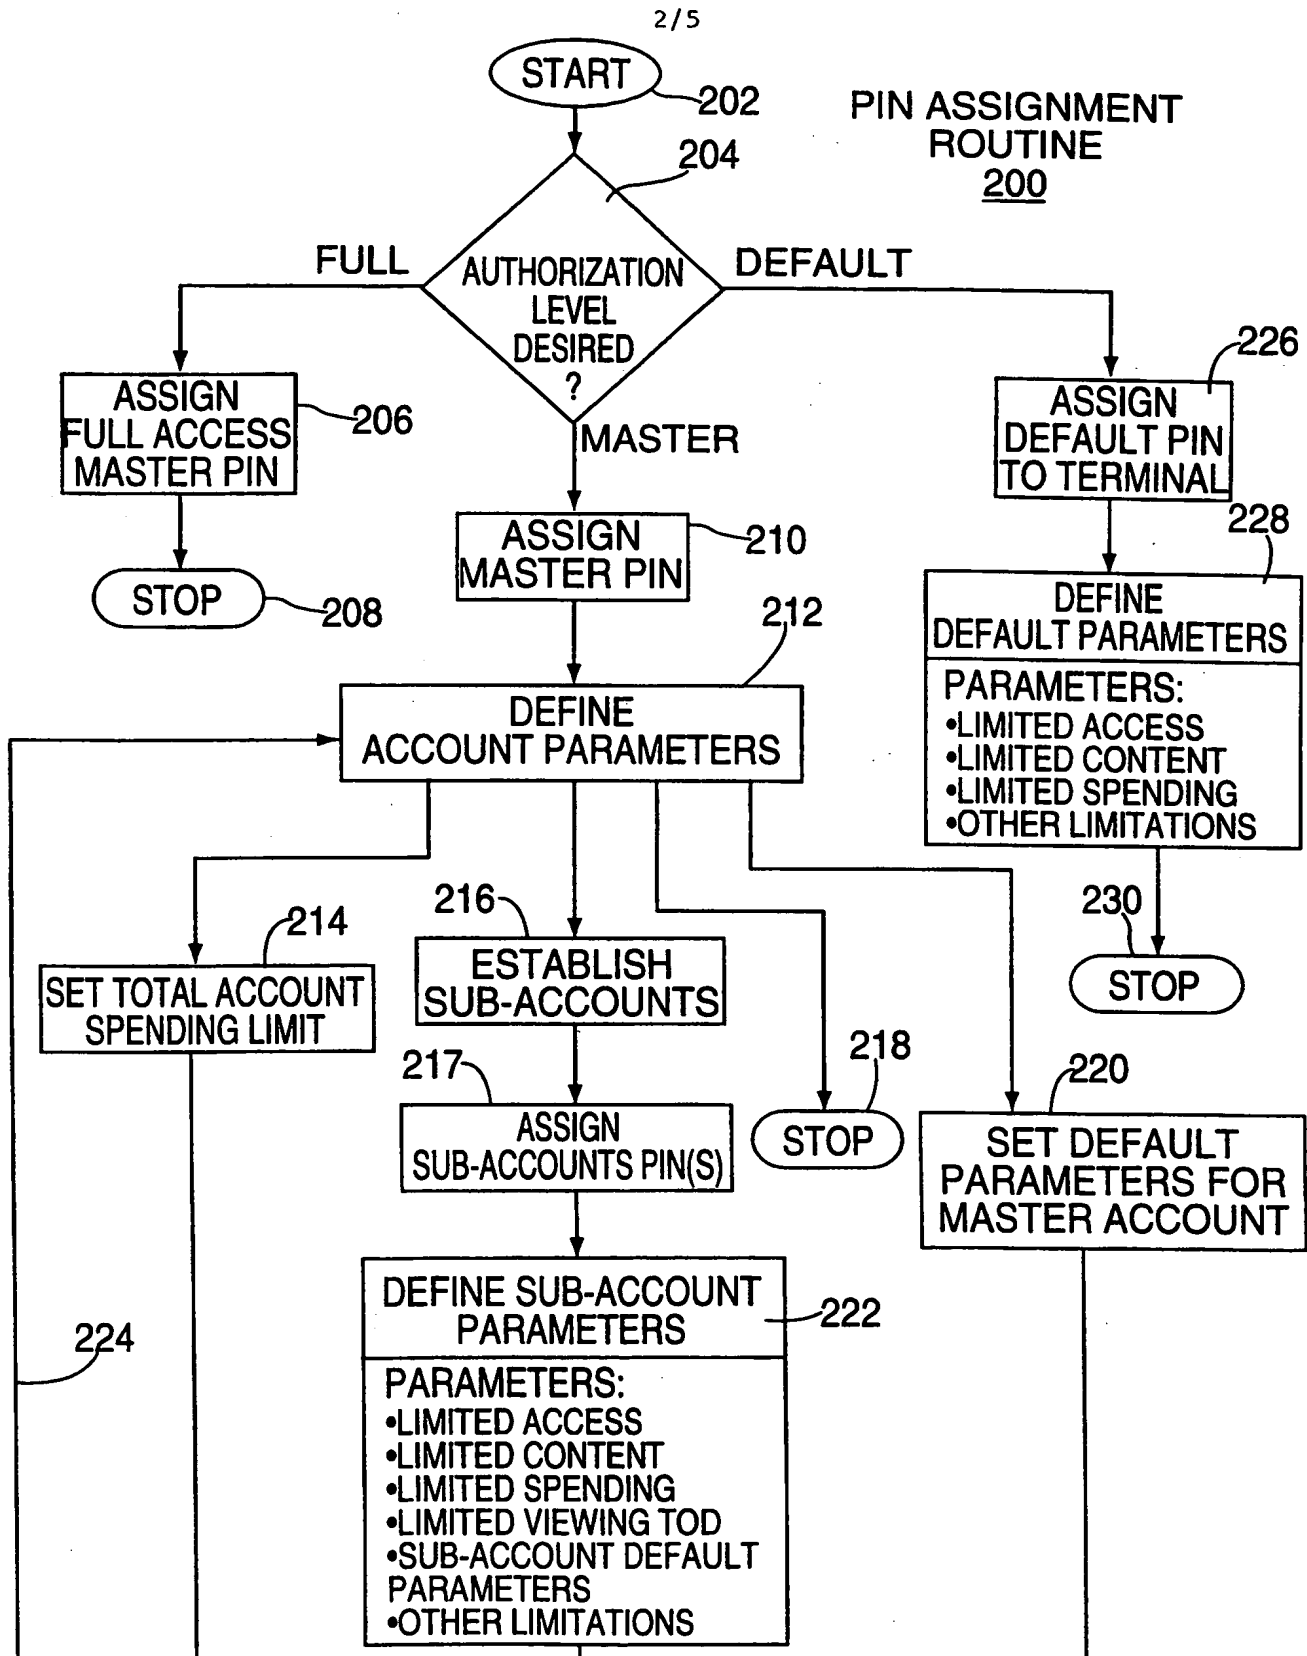 2/5
START
202
PIN ASSIGNMENT
ROUTINE
200
204
FULL
DEFAULT
AUTHORIZATION
LEVEL
DESIRED
?
MASTER
ASSIGN
FULL ACCESS
MASTER PIN
206
STOP
208
ASSIGN
MASTER PIN
210
226
ASSIGN
DEFAULT PIN
TO TERMINAL
228
DEFINE
DEFAULT PARAMETERS
PARAMETERS:
•LIMITED ACCESS
•LIMITED CONTENT
•LIMITED SPENDING
•OTHER LIMITATIONS
230
STOP
212
DEFINE
ACCOUNT PARAMETERS
214
SET TOTAL ACCOUNT
SPENDING LIMIT
216
ESTABLISH
SUB-ACCOUNTS
217
ASSIGN
SUB-ACCOUNTS PIN(S)
218
STOP
220
SET DEFAULT
PARAMETERS FOR
MASTER ACCOUNT
DEFINE SUB-ACCOUNT
PARAMETERS
222
PARAMETERS:
•LIMITED ACCESS
•LIMITED CONTENT
•LIMITED SPENDING
•LIMITED VIEWING TOD
•SUB-ACCOUNT DEFAULT
PARAMETERS
•OTHER LIMITATIONS
224